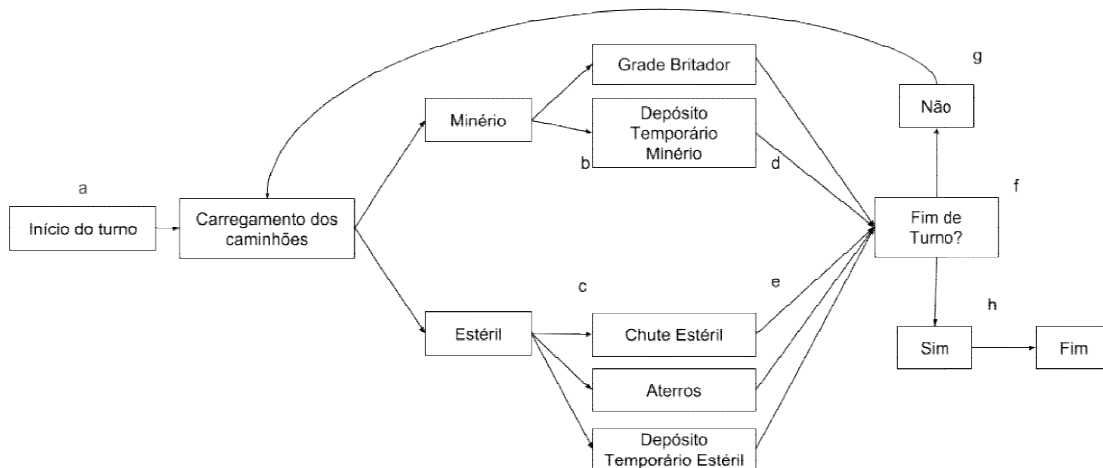 g
Grade Britador
Não
Minério
Depósito
Temporário
Minério
b
d
a
f
Início do turno
Carregamento dos
caminhões
Fim de
Turno?
c
e
h
Estéril
Chute Estéril
Sim
Fim
Aterros
Depósito
Temporário Estéril